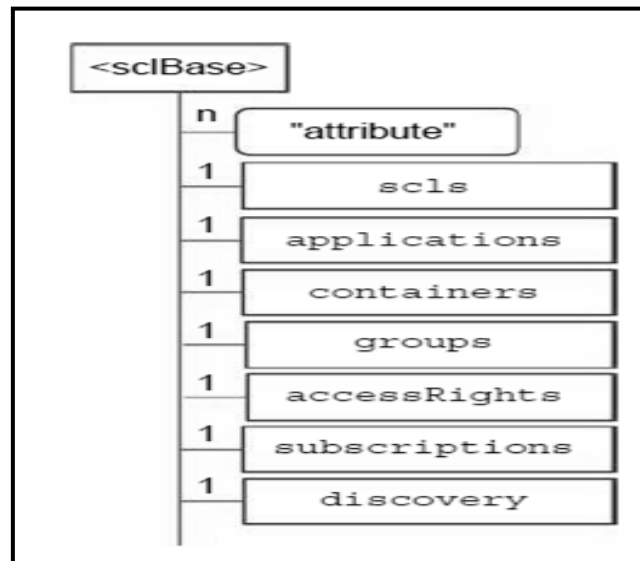 <sclBase>
n
"attribute"
1
scls
1
applications
1
containers
1
groups
1
accessRights
1
subscriptions
1
discovery